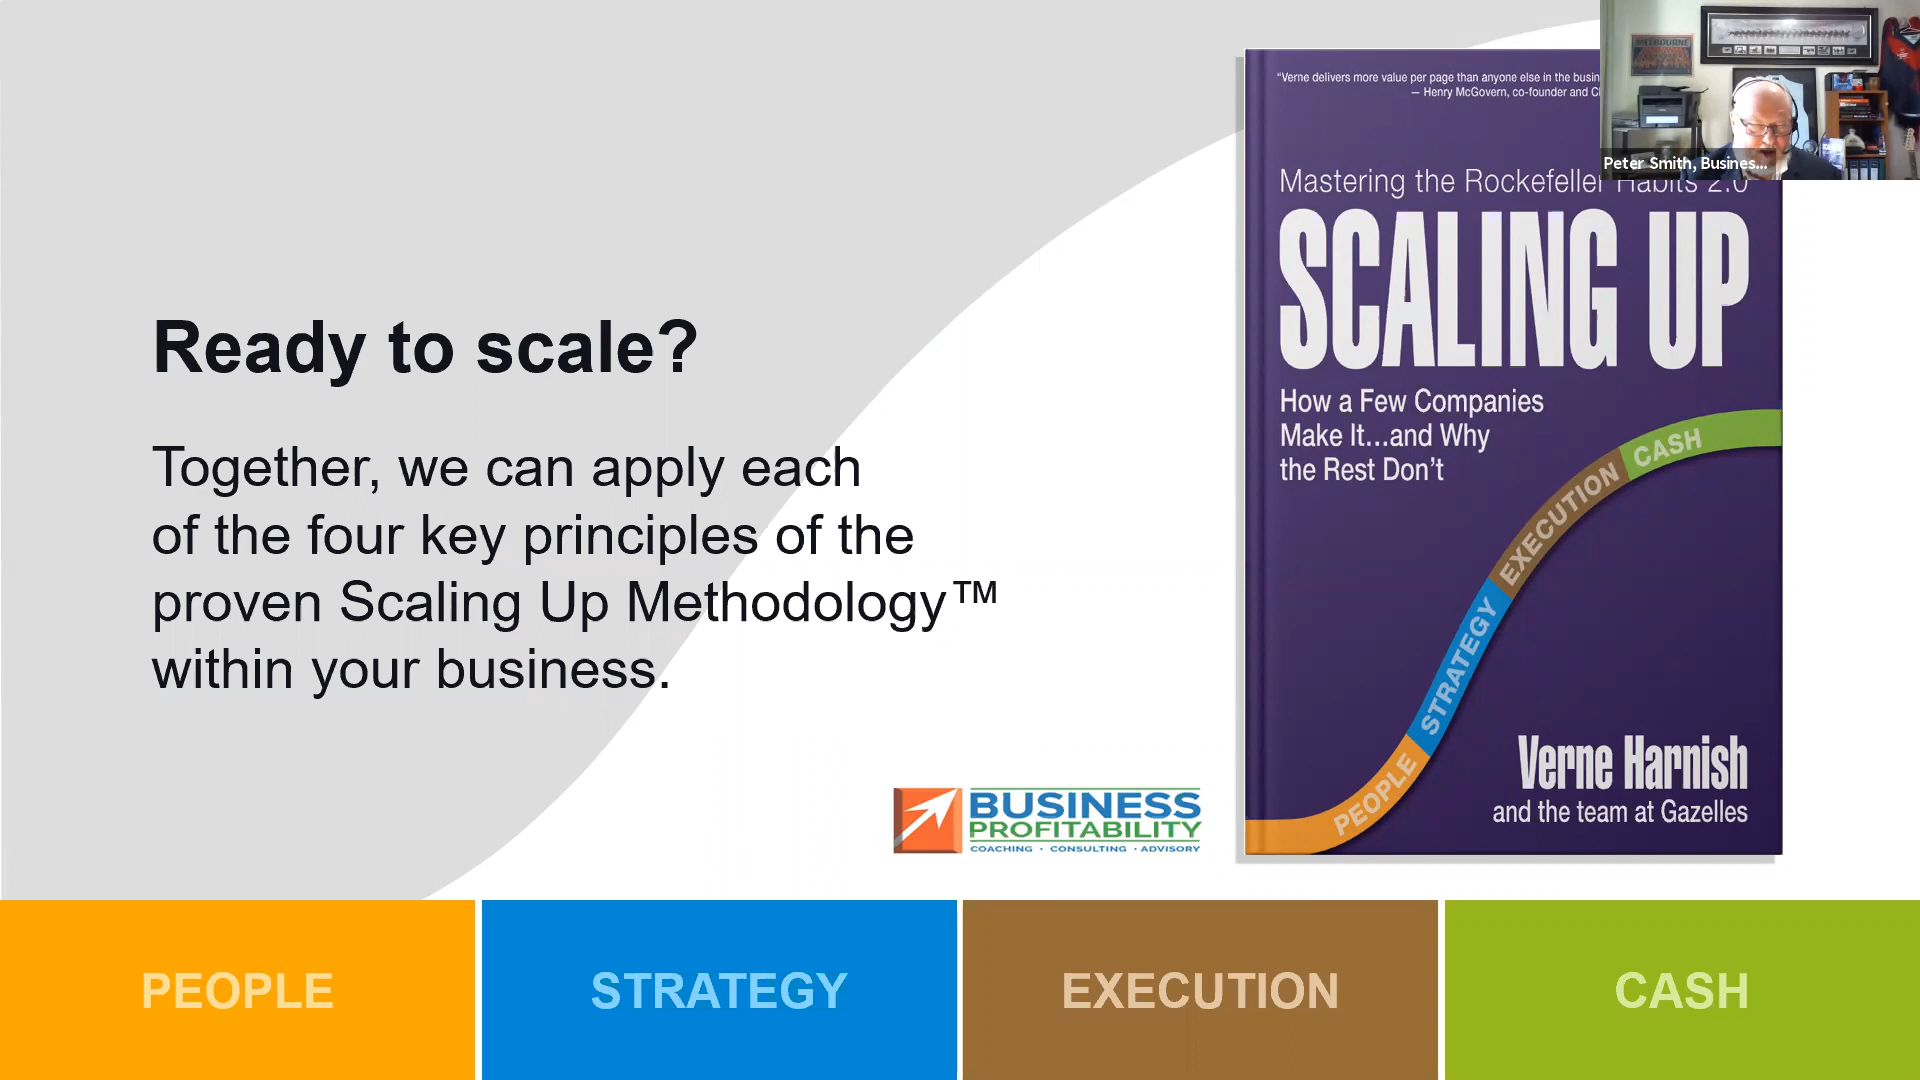 Ready to scale?
Together, we can apply each
of the four key principles of the
proven Scaling Up Methodology™
within your business.
BUSINESS
PROFITABILITY
COACHING · CONSULTING · ADVISORY
"Verne delivers more value per page than anyone else in the
— Henry McGovern, co-founder and
Mastering the Rockefeller Habits 2.0
SCALING UP
How a Few Companies
Make It...and Why
the Rest Don't
PEOPLE
STRATEGY
EXECUTION
CASH
Verne Harnish
and the team at Gazelles
MELBOURNE
Peter Smith, Busines...
PEOPLE
STRATEGY
EXECUTION
CASH